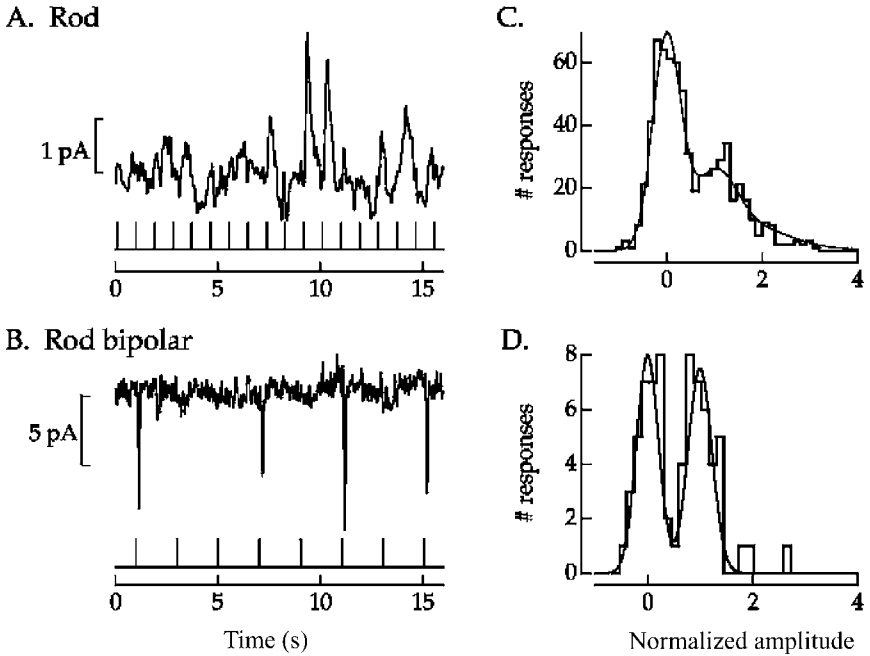 A. Rod
1 pA
0 5 10 15
B. Rod bipolar
5 pA
0 5 10 15
Time (s)
C.
# responses
60
40
20
0
0 2 4
D.
# responses
8
6
4
2
0
0 2 4
Normalized amplitude